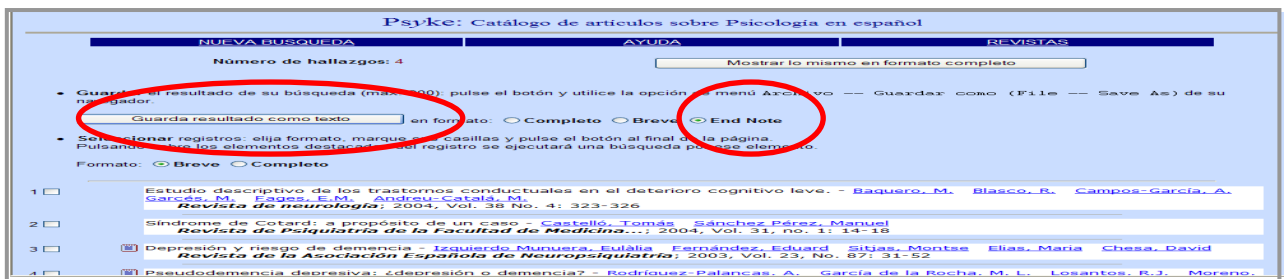 Psyke: Catálogo de artículos sobre Psicología en español
NUEVA BUSQUEDA AYUDA REVISTAS
Número de hallazgos: 4 Mostrar lo mismo en formato completo
• Guardar el resultado de su búsqueda (max 200): pulse el botón y utilice la opción de menú Archivo -- Guardar como (File -- Save As) de su
navegador.
Guarda resultado como texto en formato: Completo Breve End Note
• Seleccionar registros: elija formato, marque sus casillas y pulse el botón al final de la página.
Pulsando sobre los elementos destacados del registro se ejecutará una búsqueda por ese elemento.
Formato: Breve Completo
1 Estudio descriptivo de los trastornos conductuales en el deterioro cognitivo leve. - Baquero, M. Blasco, R. Campos-García, A.
Garcés, M. Fages, E.M. Andreu-Catalá, M.
Revista de neurología; 2004, Vol. 38 No. 4: 323-326
2 Síndrome de Cotard: a propósito de un caso - Castelló, Tomás Sánchez Pérez, Manuel
Revista de Psiquiatría de la Facultad de Medicina...; 2004, Vol. 31, no. 1: 14-18
3 Depresión y riesgo de demencia - Izquierdo Munuera, Eulàlia Fernández, Eduard Sitjas, Montse Elias, Maria Chesa, David
Revista de la Asociación Española de Neuropsiquiatría; 2003, Vol. 23, No. 87: 31-52
4 Pseudodemencia depresiva: ¿depresión o demencia? - Rodríguez-Palancas, A. García de la Rocha, M. L. Losantos, R.J. Moreno,